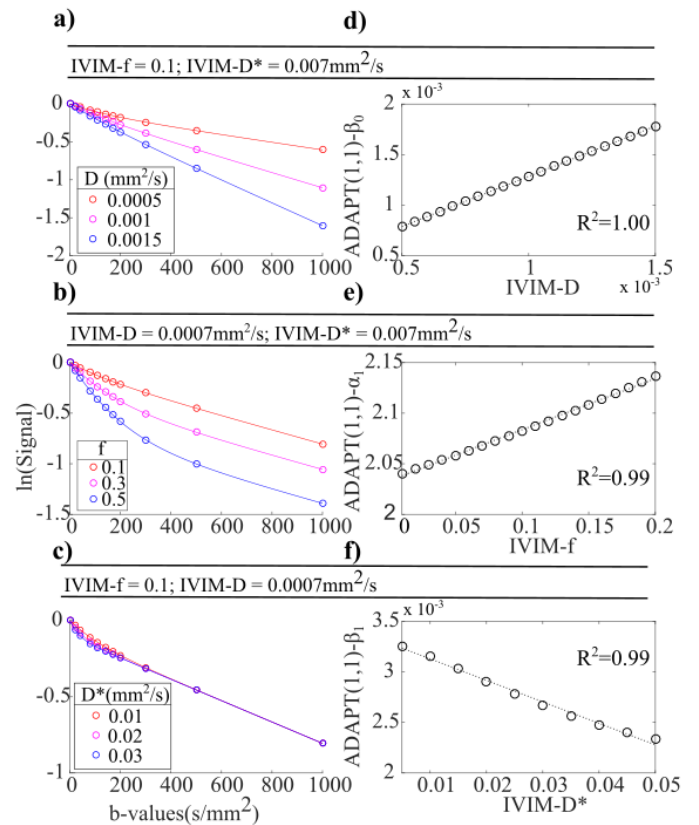 a)
d)
IVIM-f = 0.1; IVIM-D* = 0.007mm²/s
0
-0.5
-1
-1.5
-2
D (mm²/s)
0.0005
0.001
0.0015
0 200 400 600 800 1000
x 10⁻³
2
1.5
1
0.5
ADAPT(1,1)-β₀
R²=1.00
0.5 1 1.5
IVIM-D
x 10⁻³
b)
e)
IVIM-D = 0.0007mm²/s; IVIM-D* = 0.007mm²/s
0
-0.5
-1.0
-1.5
ln(Signal)
f
0.1
0.3
0.5
0 200 400 600 800 1000
2.15
2.1
2.05
2
ADAPT(1,1)-α₁
R²=0.99
0 0.05 0.1 0.15 0.2
IVIM-f
c)
f)
IVIM-f = 0.1; IVIM-D = 0.0007mm²/s
0
-0.5
-1
D*(mm²/s)
0.01
0.02
0.03
0 200 400 600 800 1000
b-values(s/mm²)
x 10⁻³
4
3.5
3
2.5
2
ADAPT(1,1)-β₁
R²=0.99
0.01 0.02 0.03 0.04 0.05
IVIM-D*